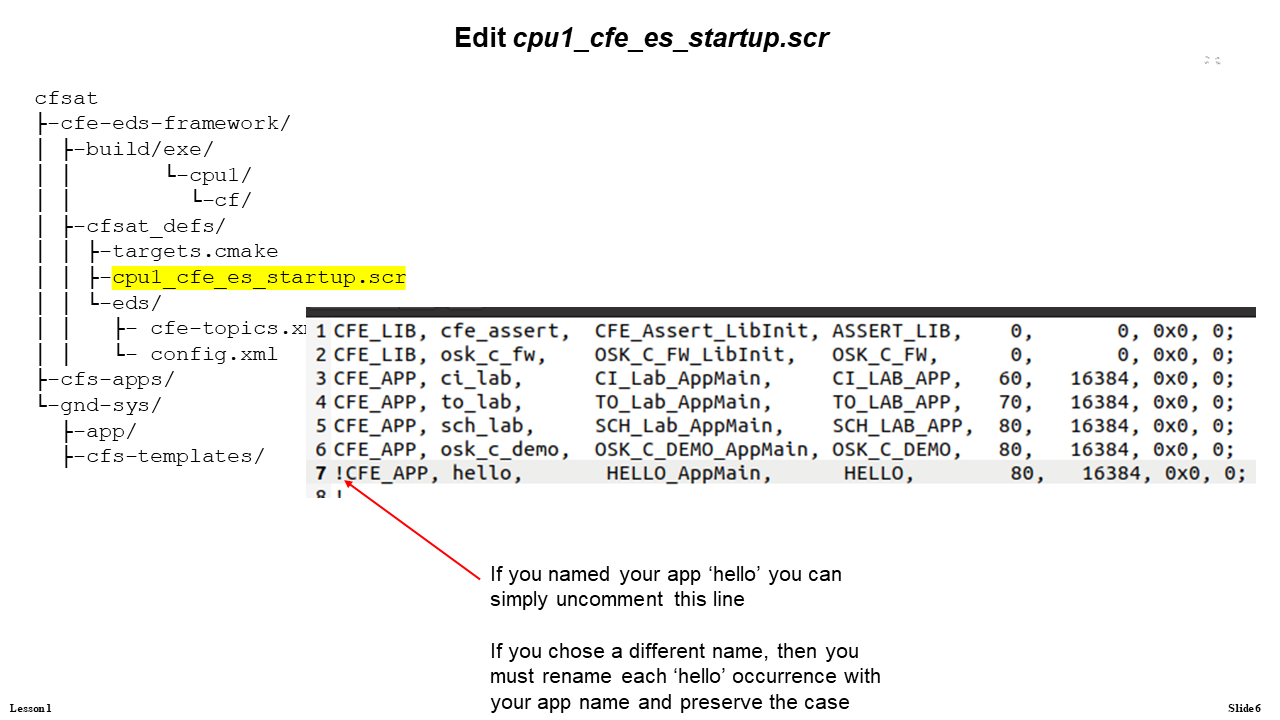 Edit cpu1_cfe_es_startup.scr
cfsat
├-cfe-eds-framework/
│ ├-build/exe/
│ │       └-cpu1/
│ │         └-cf/
│ ├-cfsat_defs/
│ │ ├-targets.cmake
│ │ ├-cpu1_cfe_es_startup.scr
│ │ └-eds/
│ │   ├- cfe-topics.x
│ │   └- config.xml
├-cfs-apps/
└-gnd-sys/
  ├-app/
  ├-cfs-templates/
1 CFE_LIB, cfe_assert,  CFE_Assert_LibInit, ASSERT_LIB,    0,       0, 0x0, 0;
2 CFE_LIB, osk_c_fw,    OSK_C_FW_LibInit,   OSK_C_FW,      0,       0, 0x0, 0;
3 CFE_APP, ci_lab,      CI_Lab_AppMain,     CI_LAB_APP,   60,   16384, 0x0, 0;
4 CFE_APP, to_lab,      TO_Lab_AppMain,     TO_LAB_APP,   70,   16384, 0x0, 0;
5 CFE_APP, sch_lab,     SCH_Lab_AppMain,    SCH_LAB_APP,  80,   16384, 0x0, 0;
6 CFE_APP, osk_c_demo,  OSK_C_DEMO_AppMain, OSK_C_DEMO,   80,   16384, 0x0, 0;
7 !CFE_APP, hello,       HELLO_AppMain,      HELLO,        80,   16384, 0x0, 0;
8 !
If you named your app ‘hello’ you can
simply uncomment this line
If you chose a different name, then you
must rename each ‘hello’ occurrence with
your app name and preserve the case
Lesson 1
Slide 6